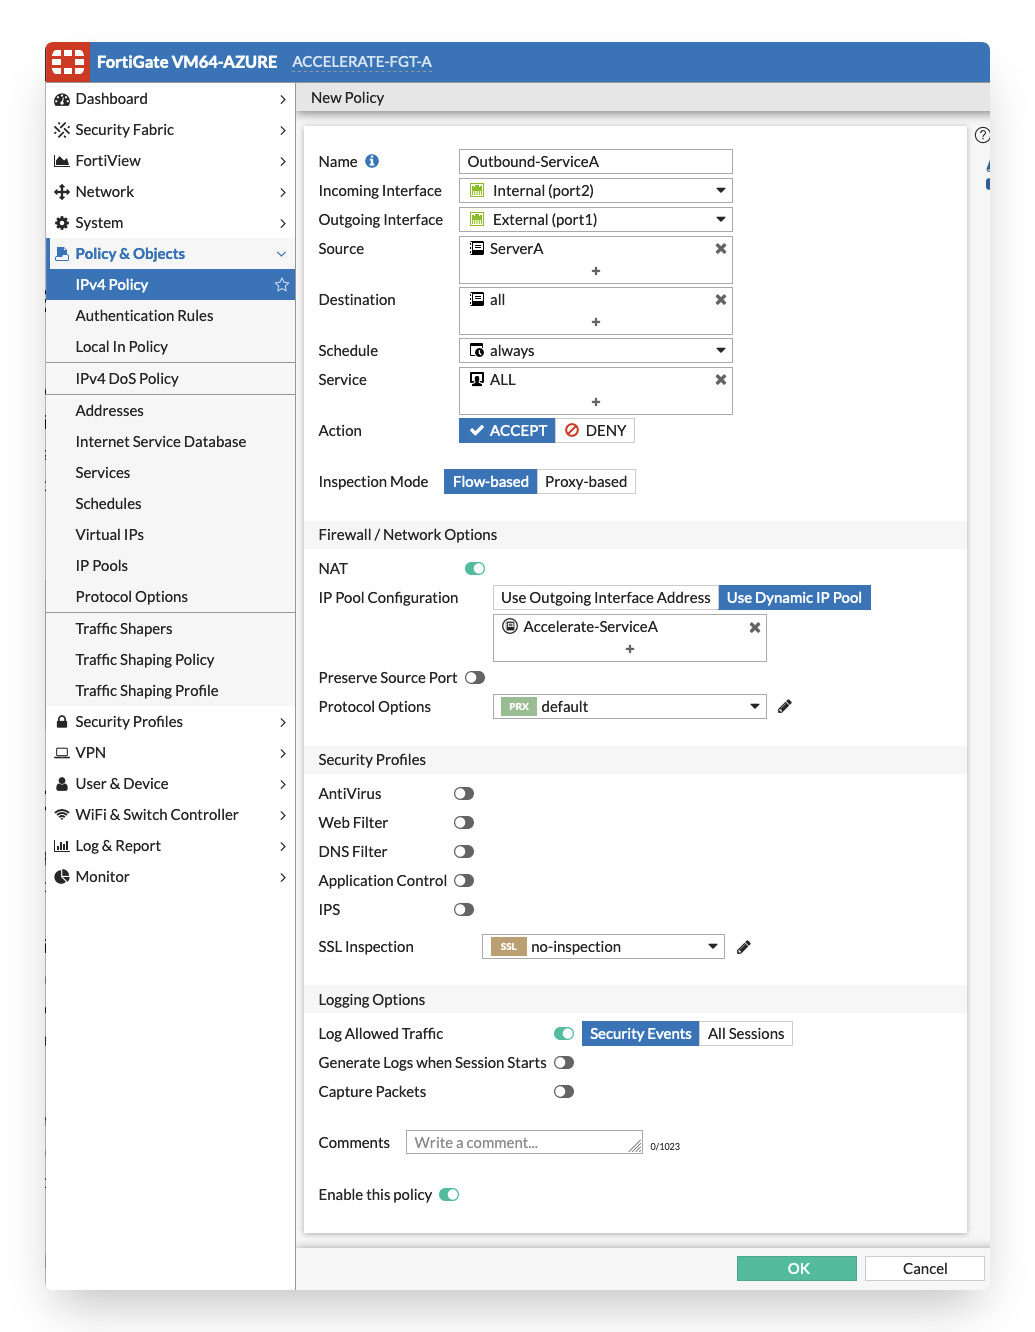 FortiGate VM64-AZURE ACCELERATE-FGT-A
Dashboard
Security Fabric
FortiView
Network
System
Policy & Objects
IPv4 Policy
Authentication Rules
Local In Policy
IPv4 DoS Policy
Addresses
Internet Service Database
Services
Schedules
Virtual IPs
IP Pools
Protocol Options
Traffic Shapers
Traffic Shaping Policy
Traffic Shaping Profile
Security Profiles
VPN
User & Device
WiFi & Switch Controller
Log & Report
Monitor
New Policy
Name Outbound-ServiceA
Incoming Interface Internal (port2)
Outgoing Interface External (port1)
Source ServerA
+
Destination all
+
Schedule always
Service ALL
+
Action ACCEPT DENY
Inspection Mode Flow-based Proxy-based
Firewall / Network Options
NAT
IP Pool Configuration Use Outgoing Interface Address Use Dynamic IP Pool
Accelerate-ServiceA
+
Preserve Source Port
Protocol Options PRX default
Security Profiles
AntiVirus
Web Filter
DNS Filter
Application Control
IPS
SSL Inspection SSL no-inspection
Logging Options
Log Allowed Traffic Security Events All Sessions
Generate Logs when Session Starts
Capture Packets
Comments Write a comment... 0/1023
Enable this policy
OK Cancel